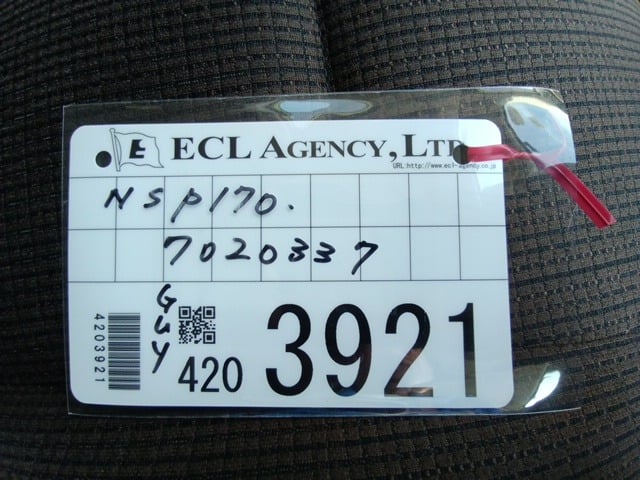 E ECL AGENCY, LTD
URL:http://www.ecl-agency.co.jp
NSP170.
7020337
Guy
4203921
420 3921